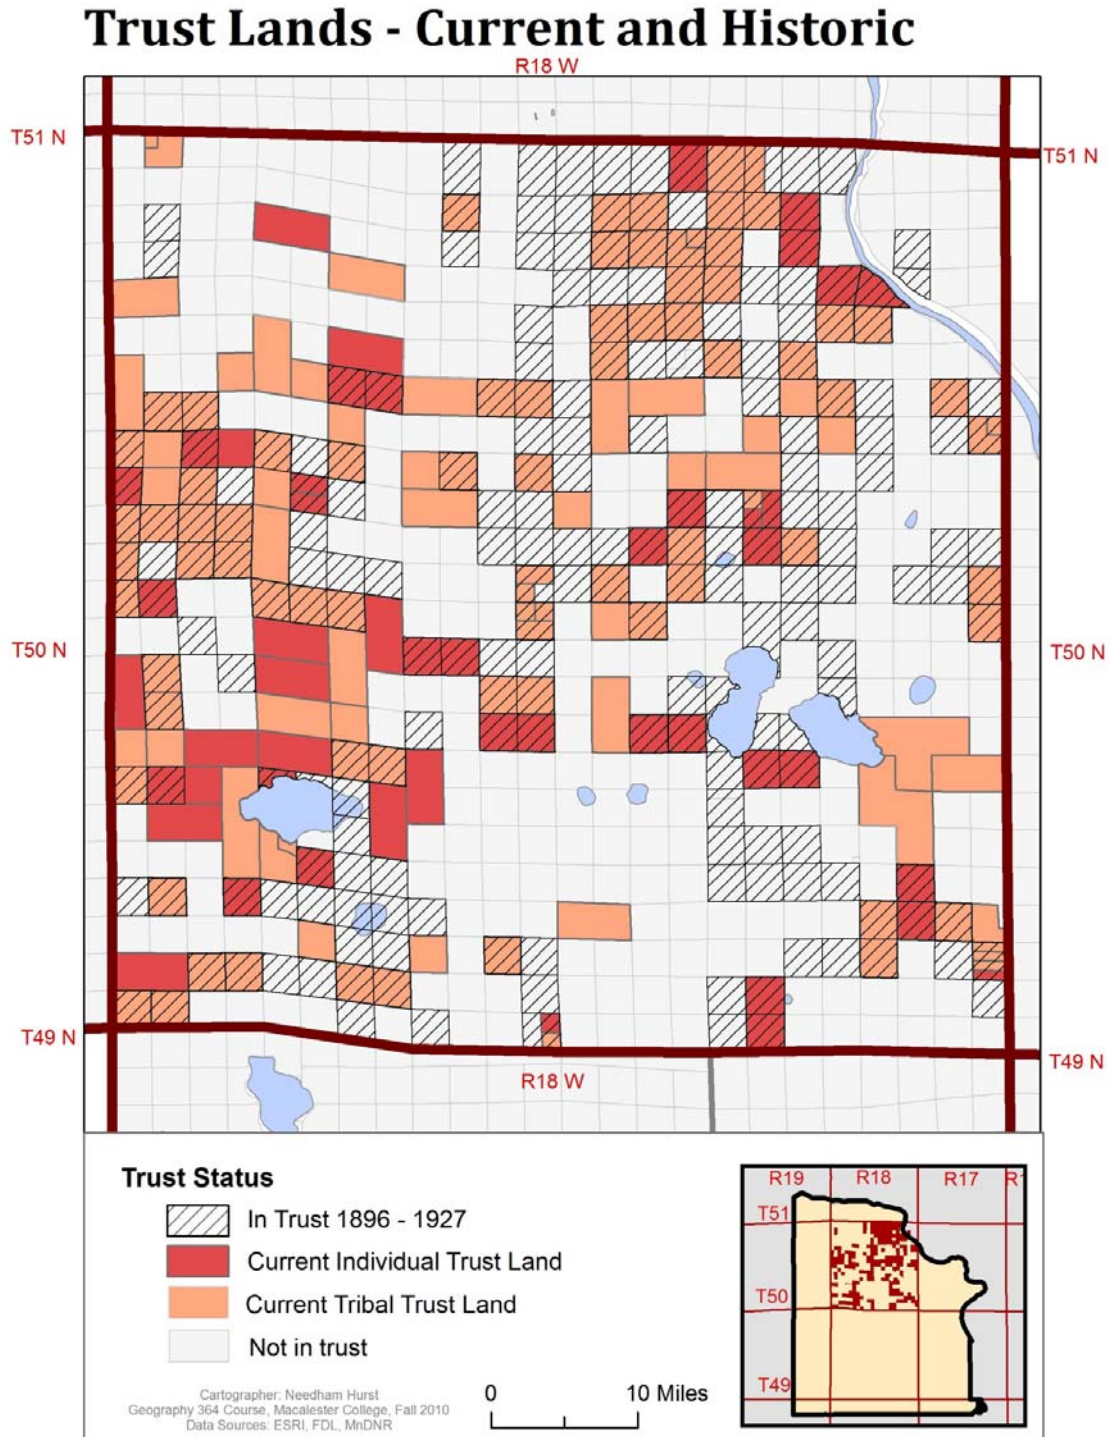 Trust Lands - Current and Historic
R18 W
T51 N
T51 N
T50 N
T50 N
T49 N
T49 N
R18 W
Trust Status
In Trust 1896 - 1927
Current Individual Trust Land
Current Tribal Trust Land
Not in trust
Cartographer: Needham Hurst
Geography 364 Course, Macalester College, Fall 2010
Data Sources: ESRI, FDL, MnDNR
0 10 Miles
R19 R18 R17 R1
T51
T50
T49